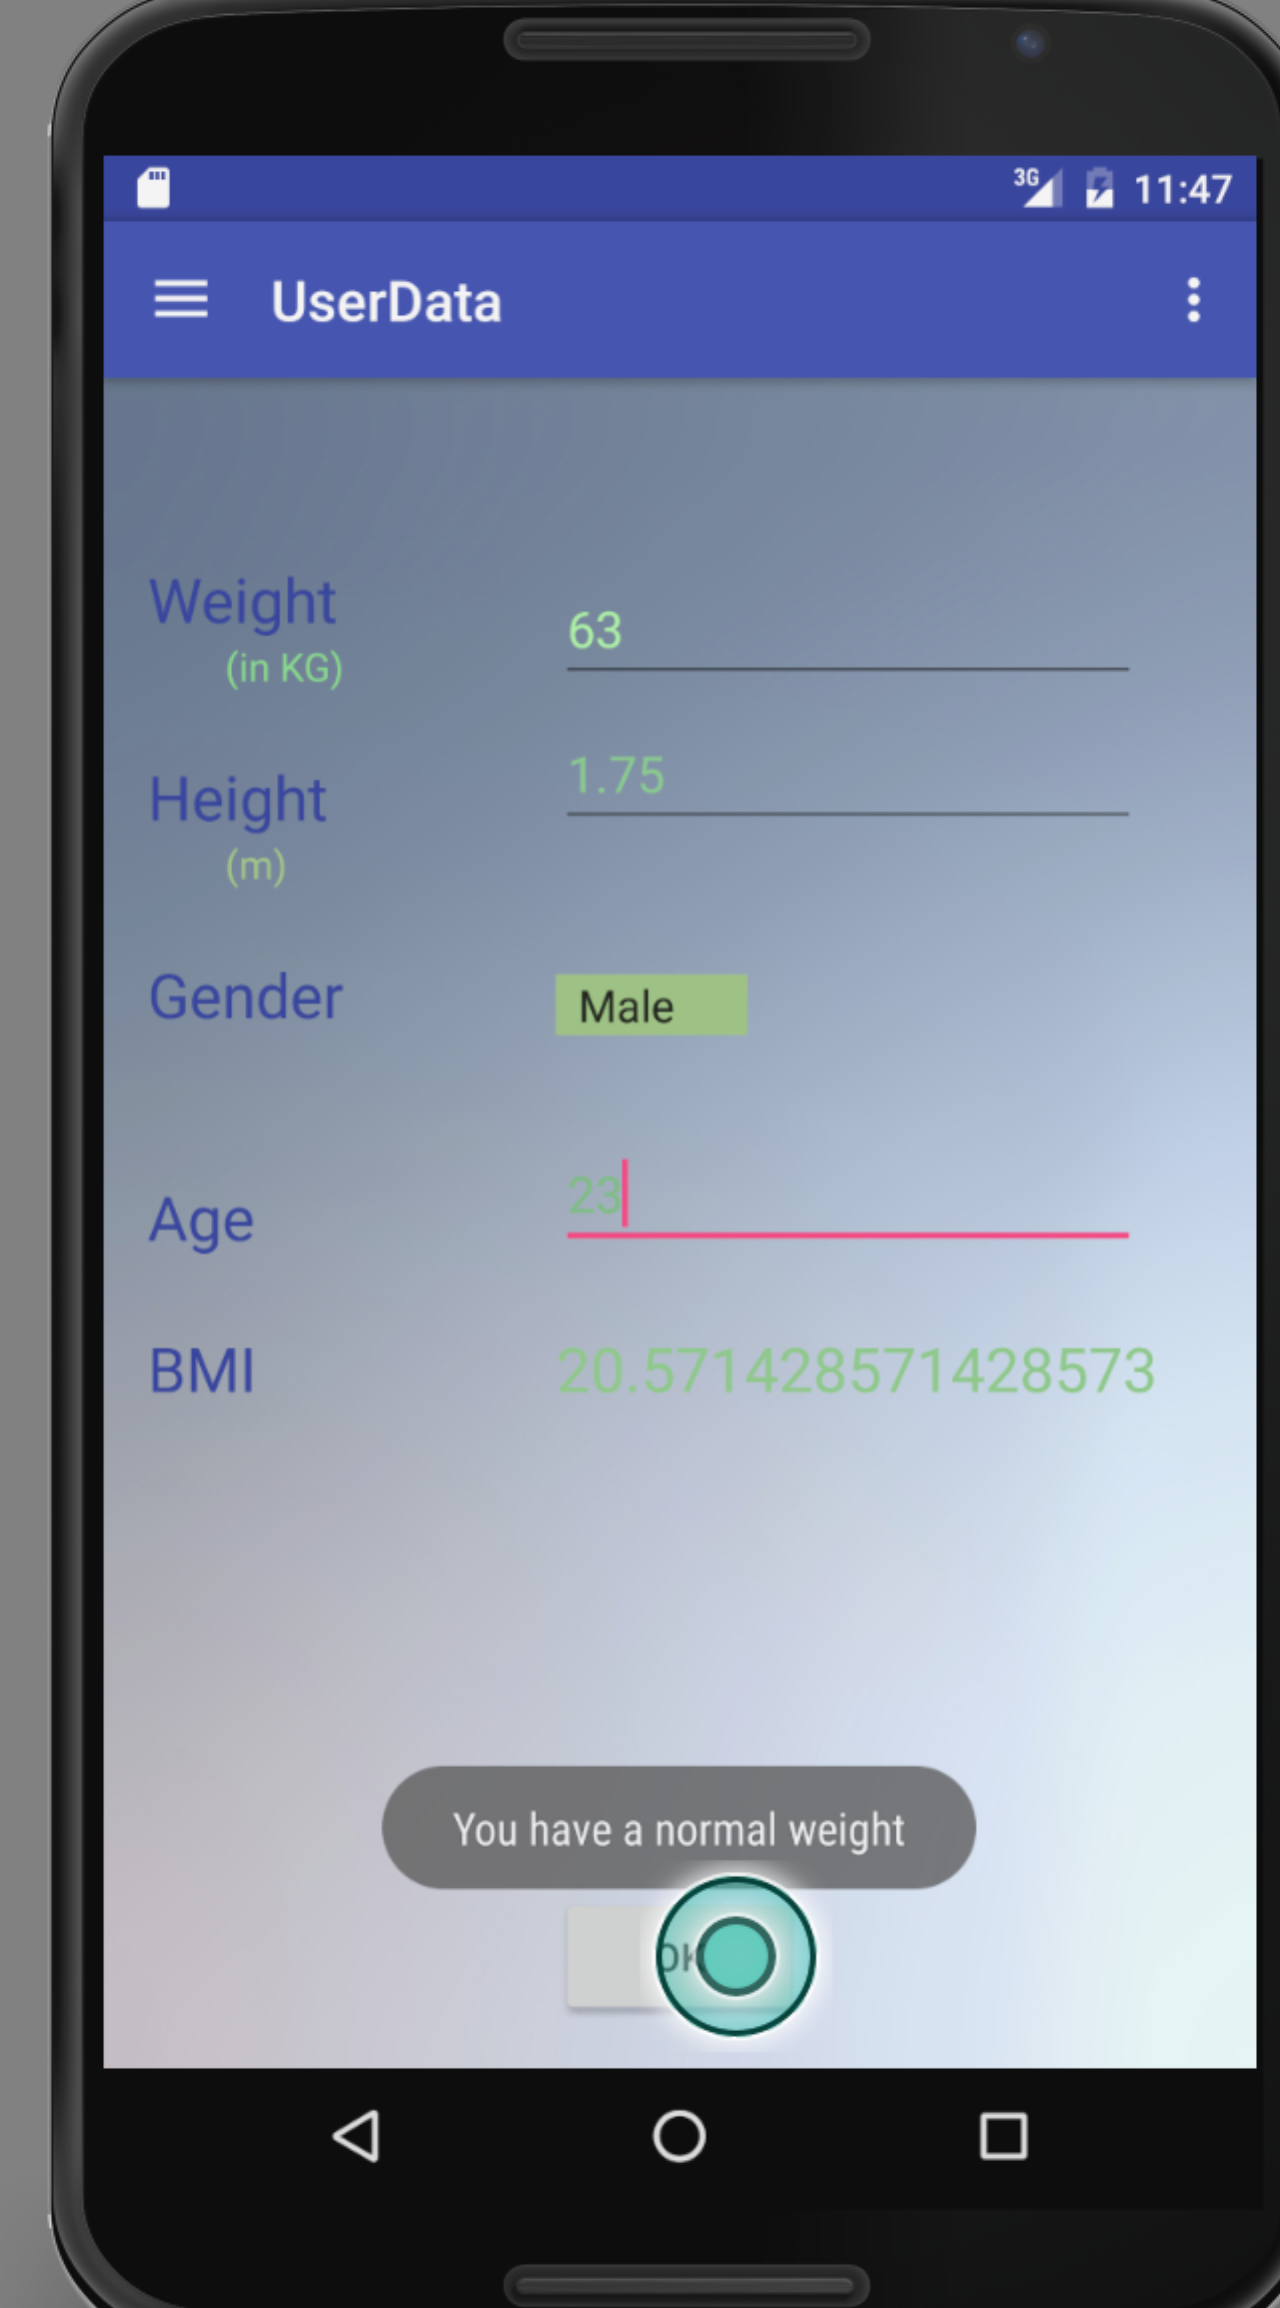 3G 11:47
UserData
Weight
63
(in KG)
1.75
Height
(m)
Gender
Male
23
Age
BMI
20.571428571428573
You have a normal weight
OK